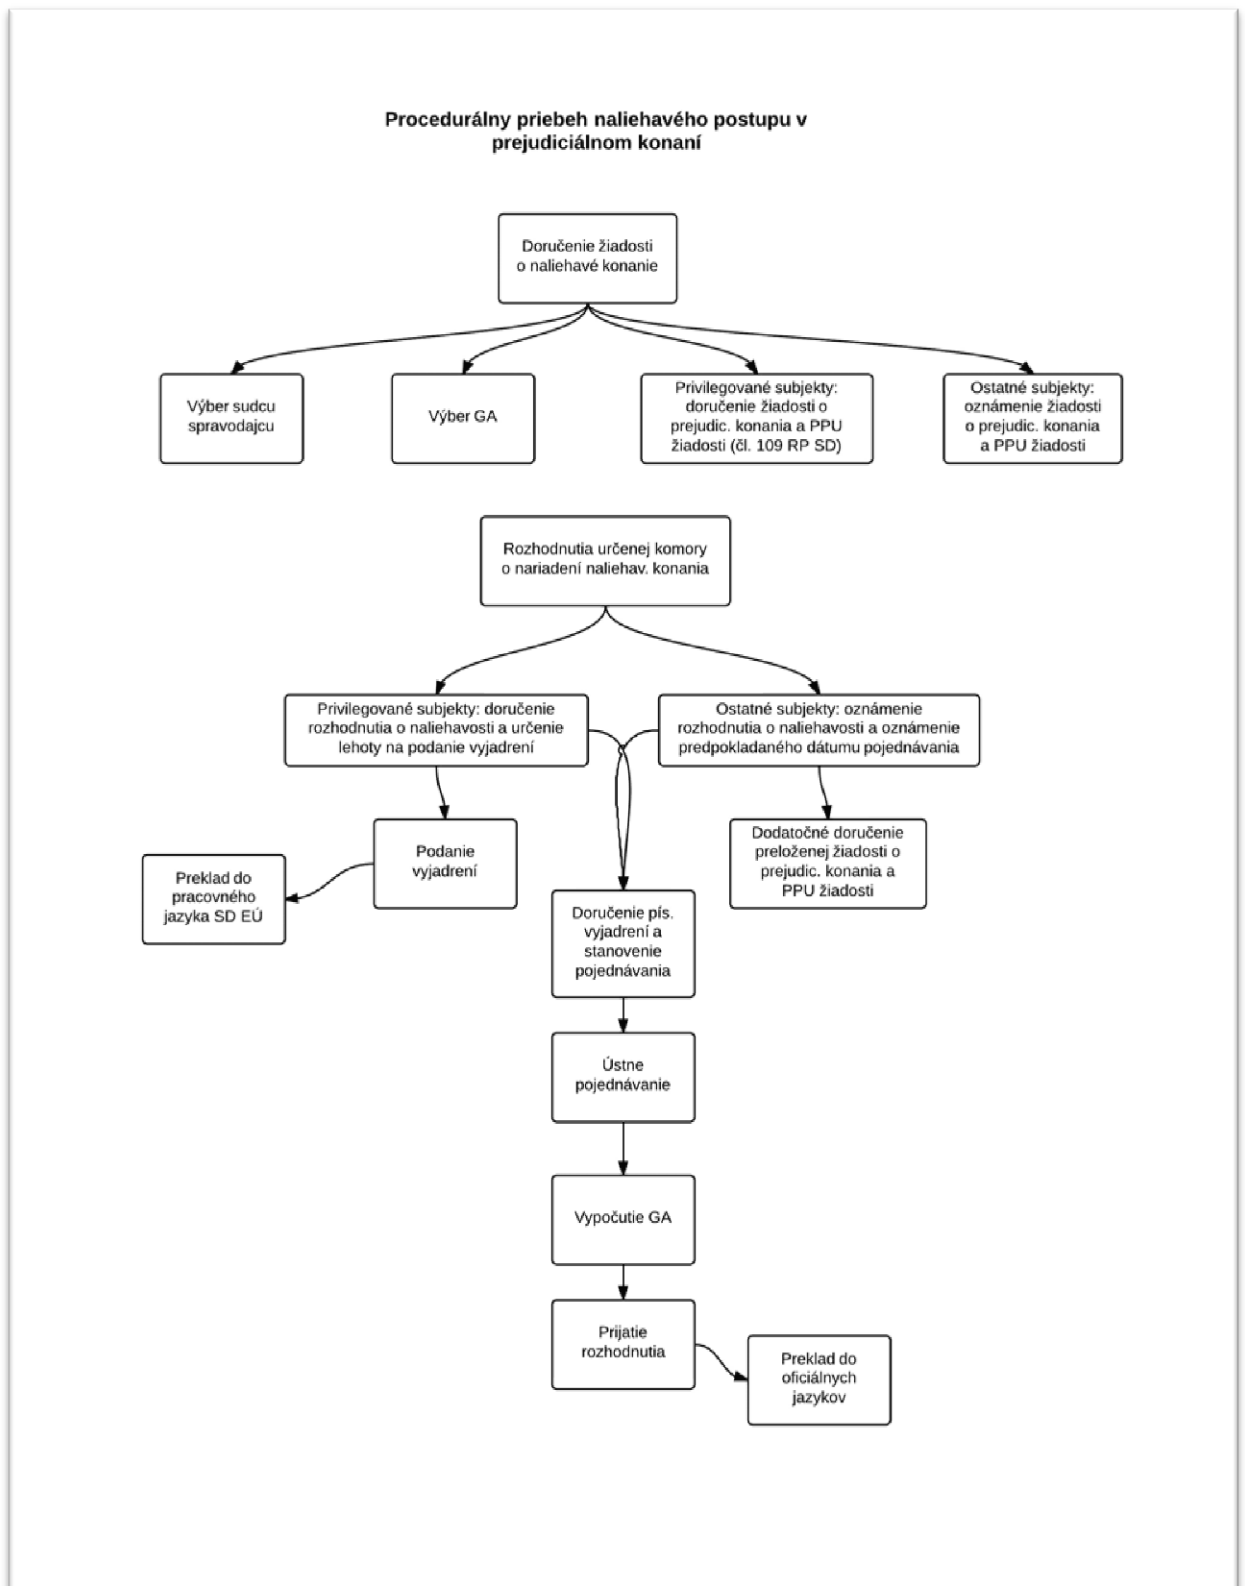 Procedurálny priebeh naliehavého postupu v
prejudiciálnom konaní
Doručenie žiadosti
o naliehavé konanie
Výber sudcu
spravodajcu
Výber GA
Privilegované subjekty:
doručenie žiadosti o
prejudic. konania a PPU
žiadosti (čl. 109 RP SD)
Ostatné subjekty:
oznámenie žiadosti
o prejudic. konania
a PPU žiadosti
Rozhodnutia určenej komory
o nariadení naliehav. konania
Privilegované subjekty: doručenie
rozhodnutia o naliehavosti a určenie
lehoty na podanie vyjadrení
Ostatné subjekty: oznámenie
rozhodnutia o naliehavosti a oznámenie
predpokladaného dátumu pojednávania
Podanie
vyjadrení
Preklad do
pracovného
jazyka SD EÚ
Dodatočné doručenie
preloženej žiadosti o
prejudic. konania a
PPU žiadosti
Doručenie pís.
vyjadrení a
stanovenie
pojednávania
Ústne
pojednávanie
Vypočutie GA
Prijatie
rozhodnutia
Preklad do
oficiálnych
jazykov